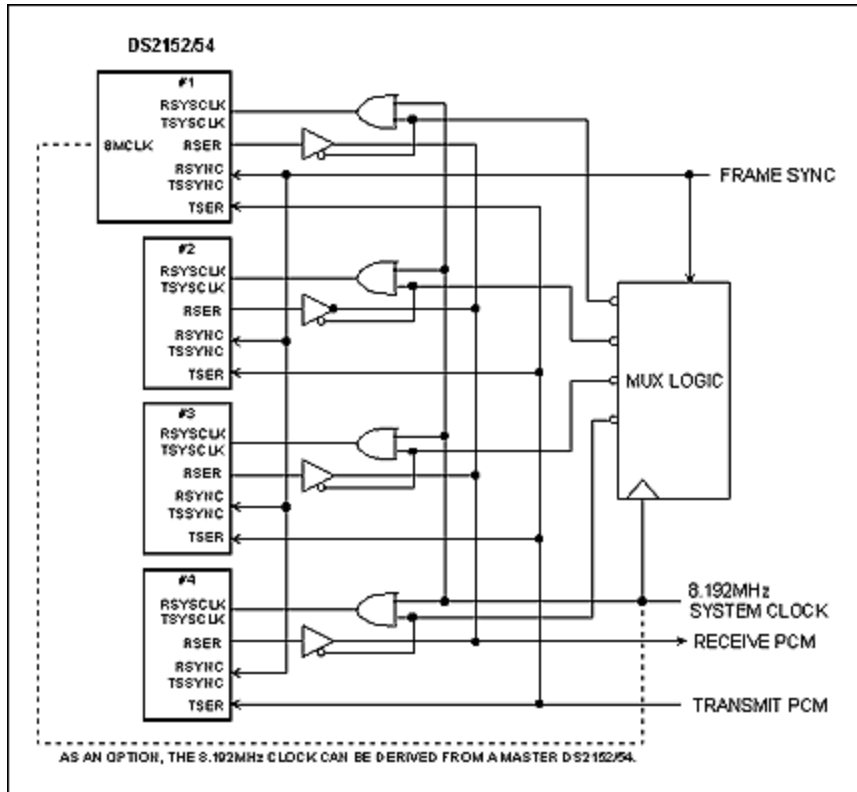 DS2152/54
#1
RSYSCLK
TSYSCLK
8MCLK
RSER
RSYNC
TSSYNC
TSER
FRAME SYNC
#2
RSYSCLK
TSYSCLK
RSER
RSYNC
TSSYNC
TSER
MUX LOGIC
#3
RSYSCLK
TSYSCLK
RSER
RSYNC
TSSYNC
TSER
#4
RSYSCLK
TSYSCLK
RSER
RSYNC
TSSYNC
TSER
8.192MHz
SYSTEM CLOCK
RECEIVE PCM
TRANSMIT PCM
AS AN OPTION, THE 8.192MHz CLOCK CAN BE DERIVED FROM A MASTER DS2152/54.